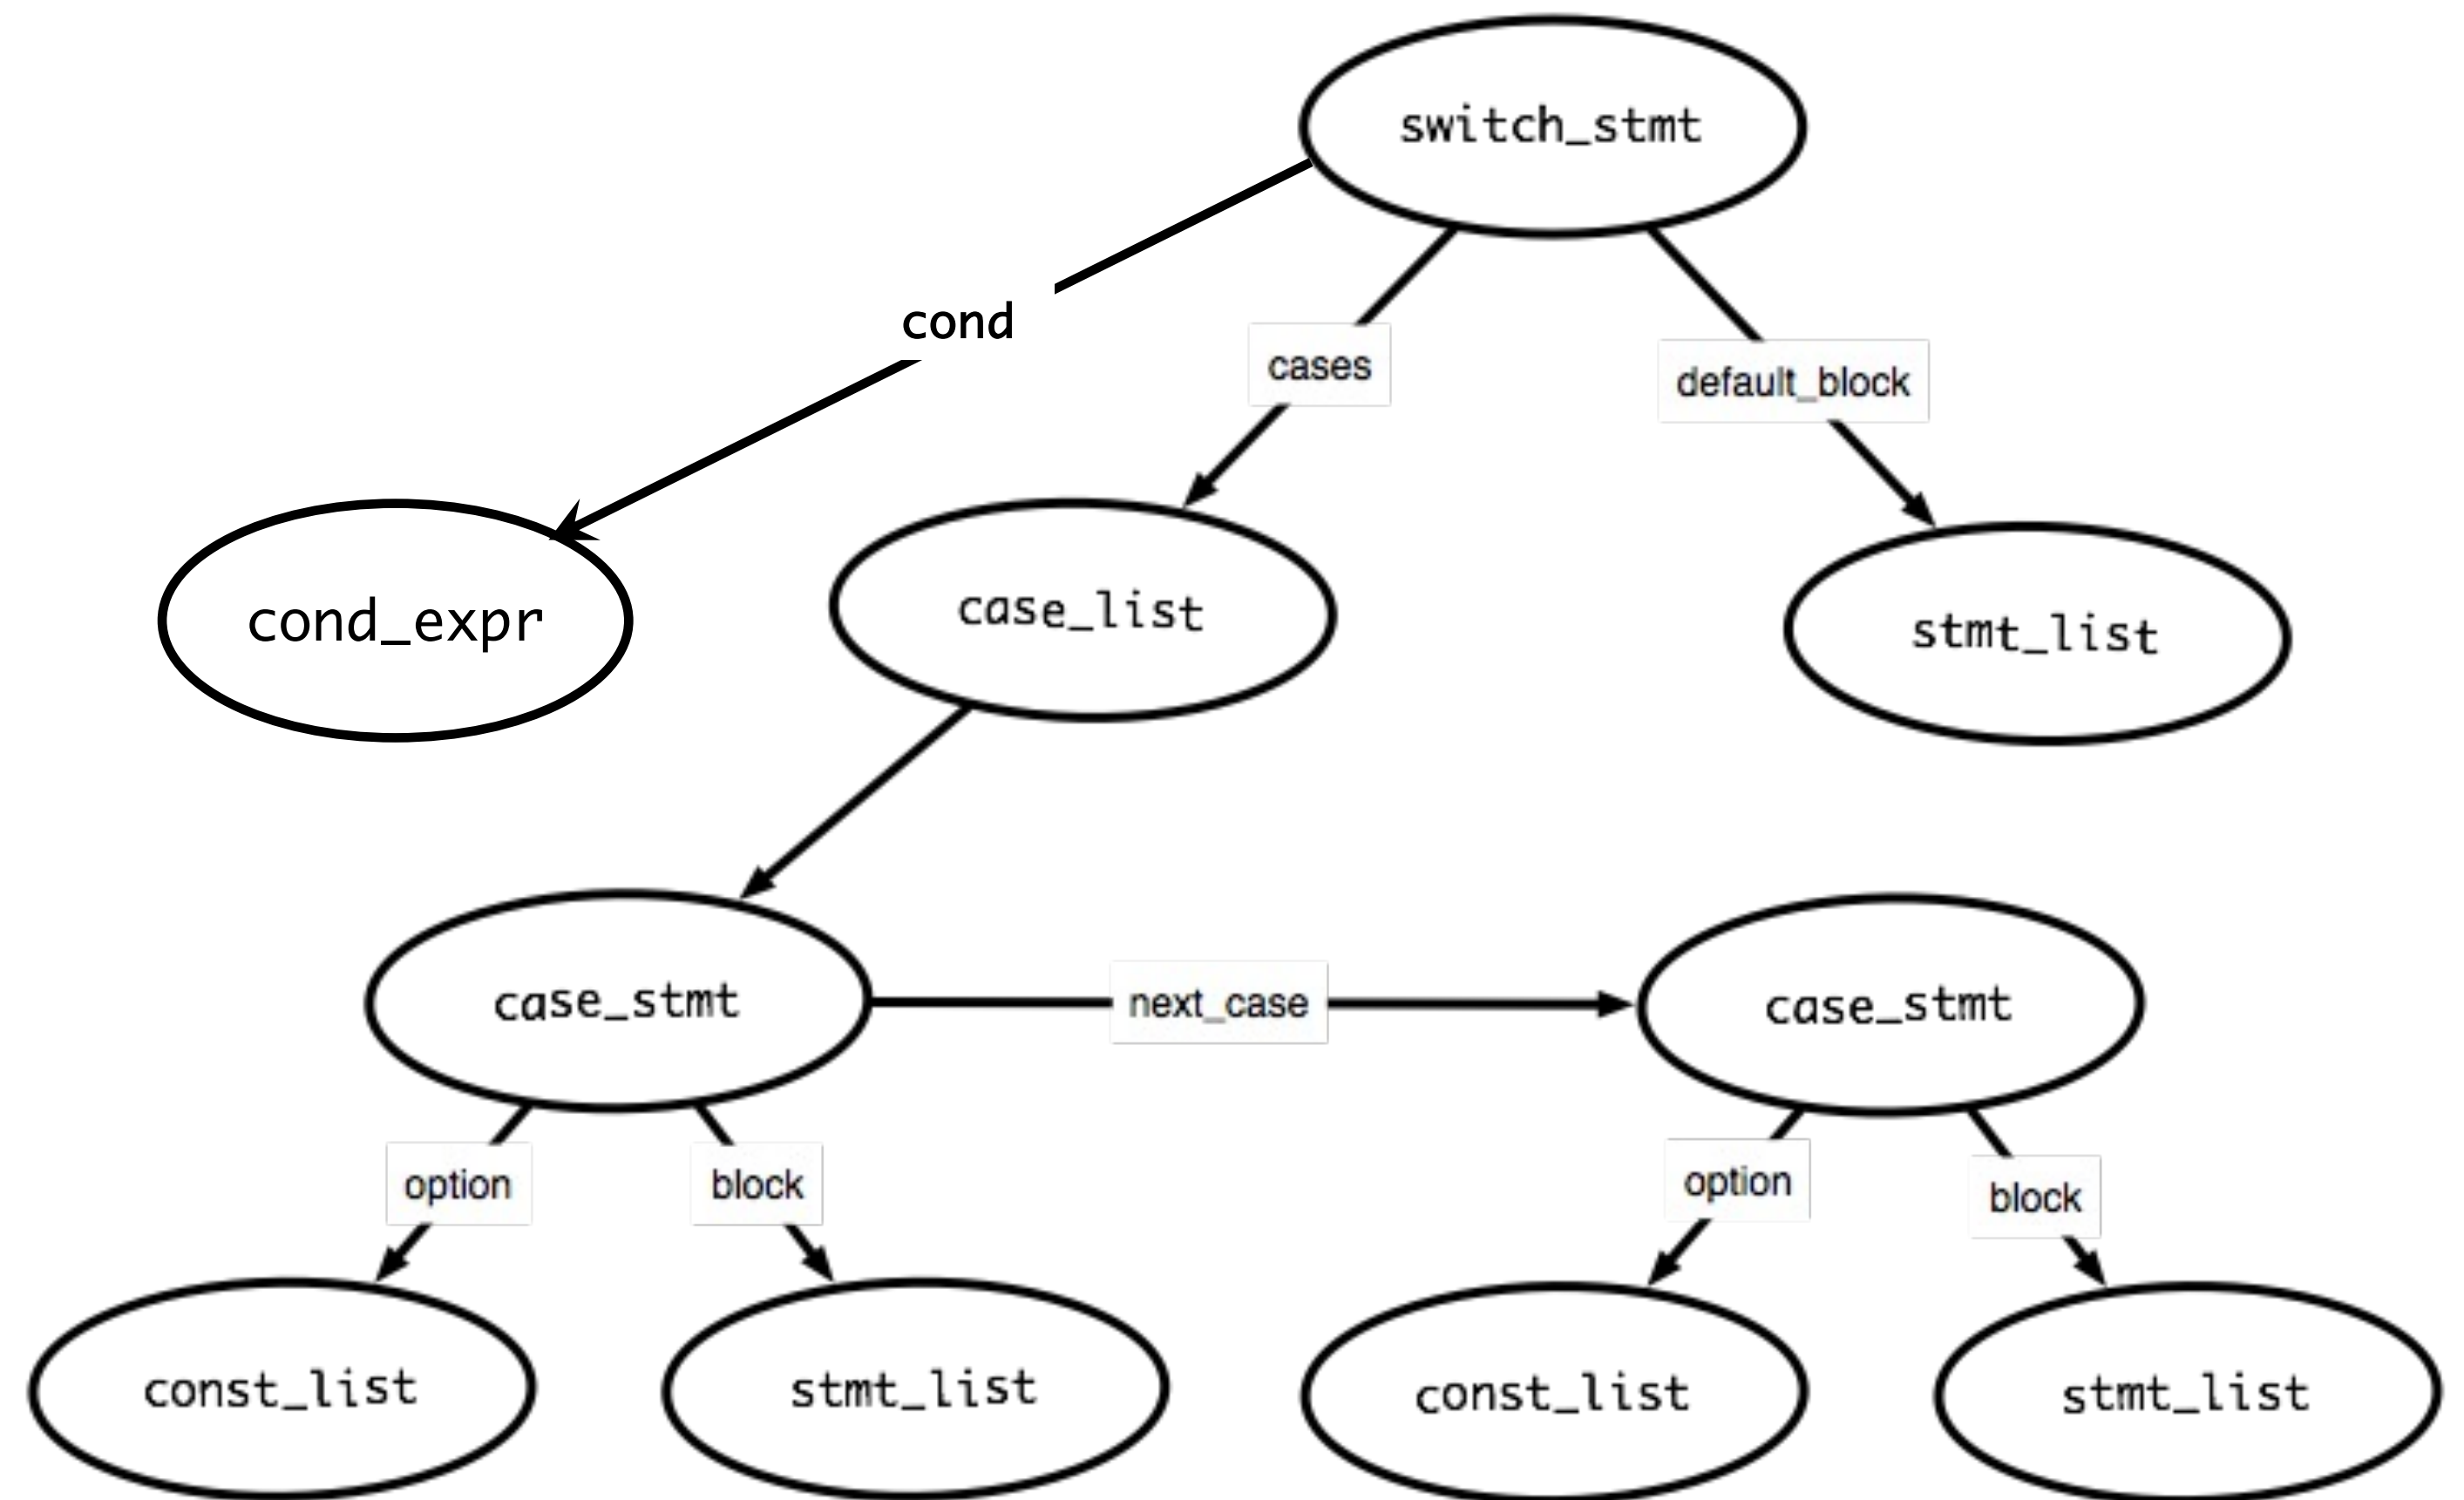 switch_stmt
cond
cases
default_block
cond_expr
case_list
stmt_list
case_stmt
next_case
case_stmt
option
block
option
block
const_list
stmt_list
const_list
stmt_list